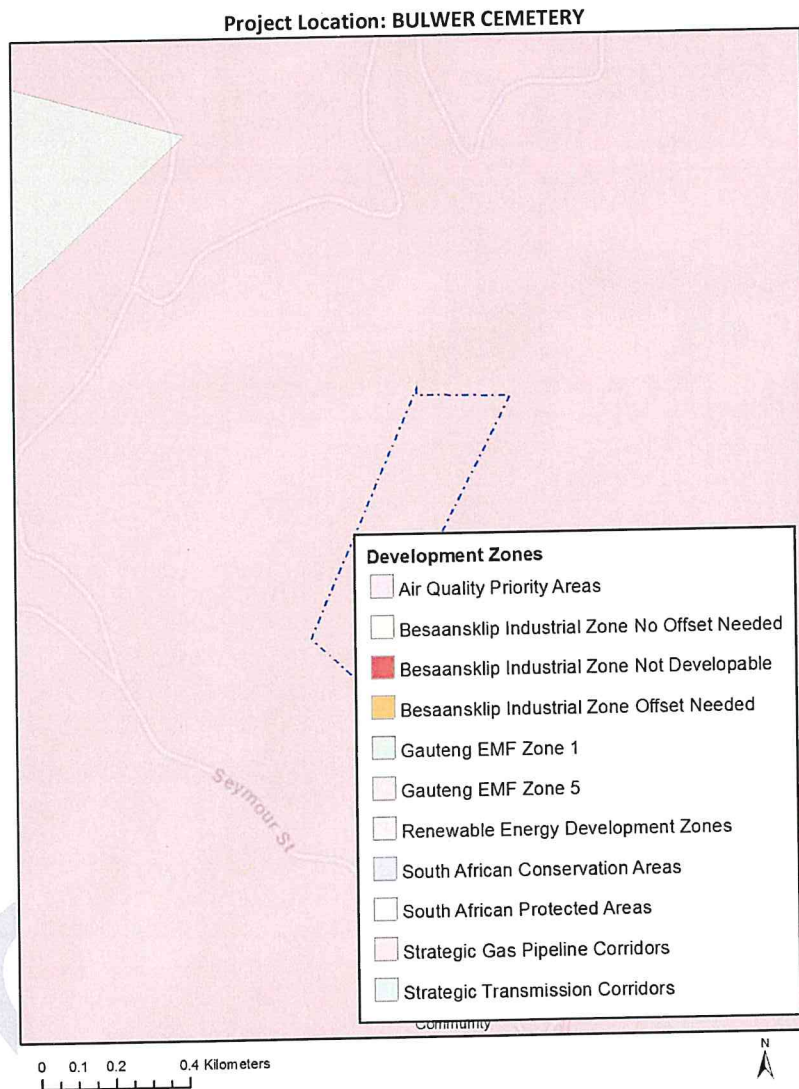 Project Location: BULWER CEMETERY
Seymour St
Development Zones
Air Quality Priority Areas
Besaansklip Industrial Zone No Offset Needed
Besaansklip Industrial Zone Not Developable
Besaansklip Industrial Zone Offset Needed
Gauteng EMF Zone 1
Gauteng EMF Zone 5
Renewable Energy Development Zones
South African Conservation Areas
South African Protected Areas
Strategic Gas Pipeline Corridors
Strategic Transmission Corridors
Community
0 0.1 0.2 0.4 Kilometers
N